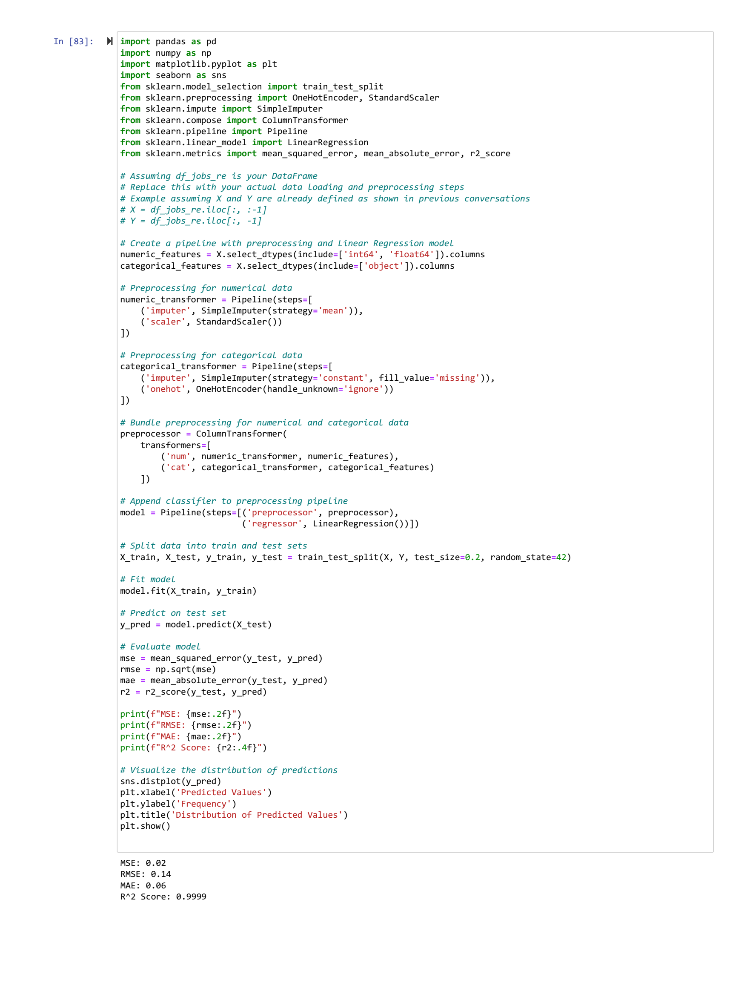 In [83]:
import pandas as pd
import numpy as np
import matplotlib.pyplot as plt
import seaborn as sns
from sklearn.model_selection import train_test_split
from sklearn.preprocessing import OneHotEncoder, StandardScaler
from sklearn.impute import SimpleImputer
from sklearn.compose import ColumnTransformer
from sklearn.pipeline import Pipeline
from sklearn.linear_model import LinearRegression
from sklearn.metrics import mean_squared_error, mean_absolute_error, r2_score

# Assuming df_jobs_re is your DataFrame
# Replace this with your actual data loading and preprocessing steps
# Example assuming X and Y are already defined as shown in previous conversations
# X = df_jobs_re.iloc[:, :-1]
# Y = df_jobs_re.iloc[:, -1]

# Create a pipeline with preprocessing and Linear Regression model
numeric_features = X.select_dtypes(include=['int64', 'float64']).columns
categorical_features = X.select_dtypes(include=['object']).columns

# Preprocessing for numerical data
numeric_transformer = Pipeline(steps=[
    ('imputer', SimpleImputer(strategy='mean')),
    ('scaler', StandardScaler())
])

# Preprocessing for categorical data
categorical_transformer = Pipeline(steps=[
    ('imputer', SimpleImputer(strategy='constant', fill_value='missing')),
    ('onehot', OneHotEncoder(handle_unknown='ignore'))
])

# Bundle preprocessing for numerical and categorical data
preprocessor = ColumnTransformer(
    transformers=[
        ('num', numeric_transformer, numeric_features),
        ('cat', categorical_transformer, categorical_features)
    ])

# Append classifier to preprocessing pipeline
model = Pipeline(steps=[('preprocessor', preprocessor),
                        ('regressor', LinearRegression())])

# Split data into train and test sets
X_train, X_test, y_train, y_test = train_test_split(X, Y, test_size=0.2, random_state=42)

# Fit model
model.fit(X_train, y_train)

# Predict on test set
y_pred = model.predict(X_test)

# Evaluate model
mse = mean_squared_error(y_test, y_pred)
rmse = np.sqrt(mse)
mae = mean_absolute_error(y_test, y_pred)
r2 = r2_score(y_test, y_pred)

print(f"MSE: {mse:.2f}")
print(f"RMSE: {rmse:.2f}")
print(f"MAE: {mae:.2f}")
print(f"R^2 Score: {r2:.4f}")

# Visualize the distribution of predictions
sns.distplot(y_pred)
plt.xlabel('Predicted Values')
plt.ylabel('Frequency')
plt.title('Distribution of Predicted Values')
plt.show()

MSE: 0.02
RMSE: 0.14
MAE: 0.06
R^2 Score: 0.9999